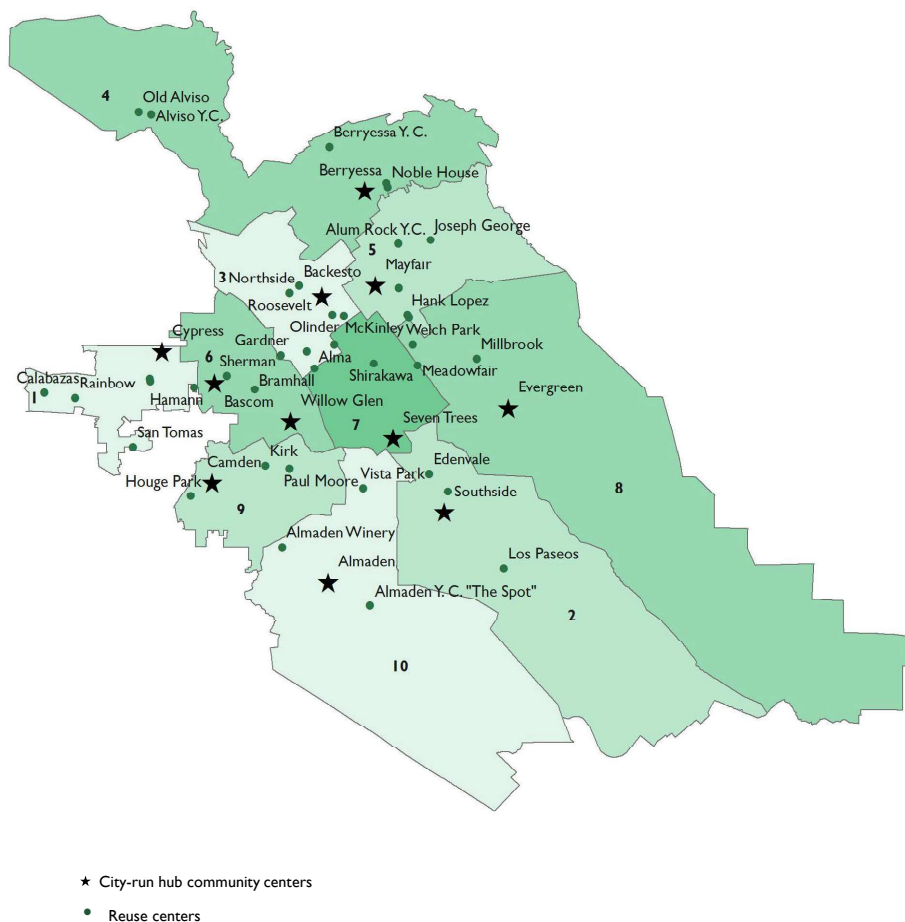 4
Old Alviso
Alviso Y.C.
Berryessa Y. C.
Berryessa
Noble House
Alum Rock Y.C.
Joseph George
5
Mayfair
3 Northside
Backesto
Roosevelt
Hank Lopez
Olinder
McKinley
Welch Park
Cypress
Gardner
Millbrook
6
Sherman
Alma
Shirakawa
Meadowfair
Calabazas
Rainbow
Bramhall
Evergreen
1
Hamann
Bascom
Willow Glen
7
Seven Trees
San Tomas
Camden
Kirk
Edenvale
Houge Park
Paul Moore
Vista Park
Southside
8
9
Almaden Winery
Los Paseos
Almaden
Almaden Y. C. "The Spot"
2
10
City-run hub community centers
Reuse centers